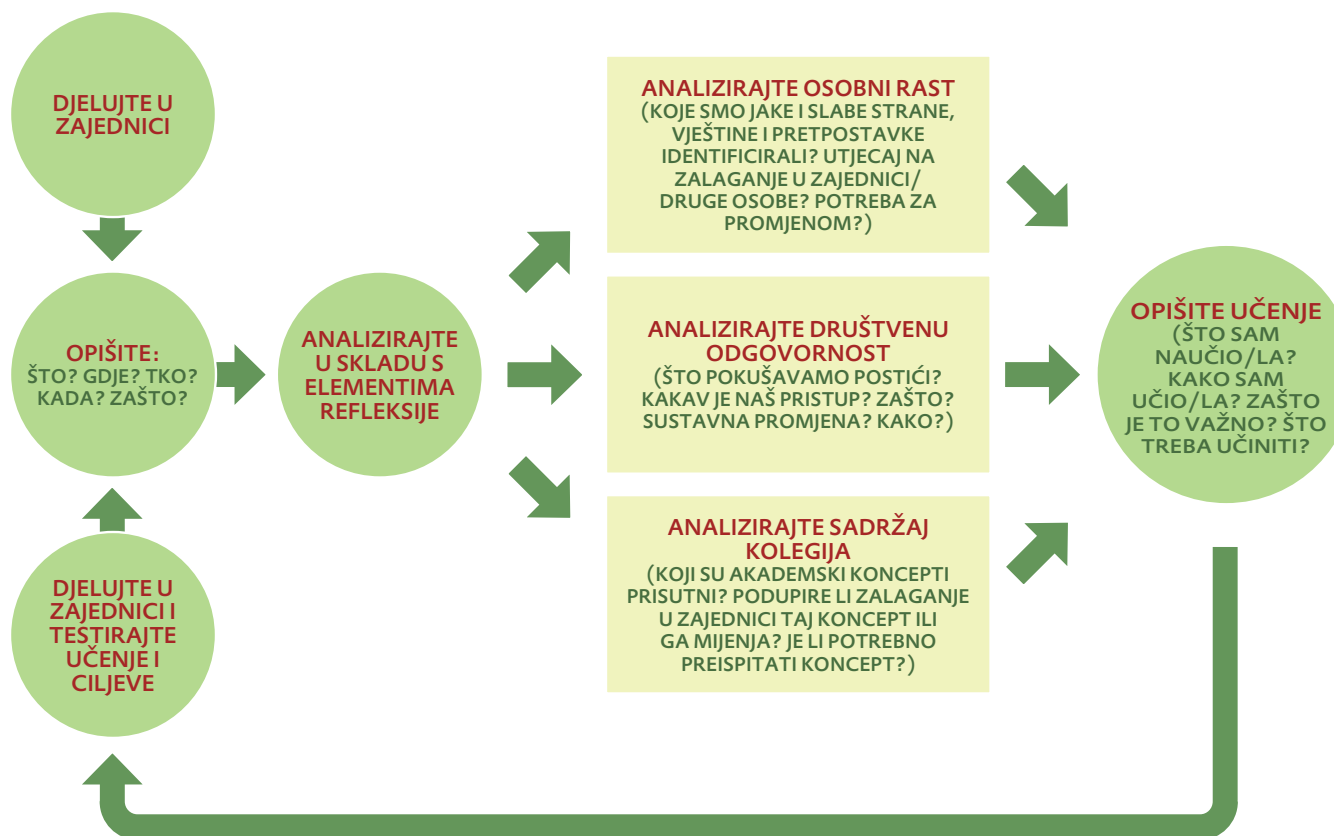 DJELUJTE U
ZAJEDNICI
OPIŠITE:
ŠTO? GDJE? TKO?
KADA? ZAŠTO?
DJELUJTE U
ZAJEDNICI I
TESTIRAJTE
UČENJE I
CILJEVE
ANALIZIRAJTE
U SKLADU S
ELEMENTIMA
REFLEKSIJE
ANALIZIRAJTE OSOBNI RAST
(KOJE SMO JAKE I SLABE STRANE,
VJEŠTINE I PRETPOSTAVKE
IDENTIFICIRALI? UTJECAJ NA
ZALAGANJE U ZAJEDNICI/
DRUGE OSOBE? POTREBA ZA
PROMJENOM?)
ANALIZIRAJTE DRUŠTVENU
ODGOVORNOST
(ŠTO POKUŠAVAMO POSTIĆI?
KAKAV JE NAŠ PRISTUP? ZAŠTO?
SUSTAVNA PROMJENA? KAKO?)
ANALIZIRAJTE SADRŽAJ
KOLEGIJA
(KOJI SU AKADEMSKI KONCEPTI
PRISUTNI? PODUPIRE LI ZALAGANJE
U ZAJEDNICI TAJ KONCEPT ILI
GA MIJENJA? JE LI POTREBNO
PREISPITATI KONCEPT?)
OPIŠITE UČENJE
(ŠTO SAM
NAUČIO/LA?
KAKO SAM
UČIO/LA? ZAŠTO
JE TO VAŽNO? ŠTO
TREBA UČINITI?